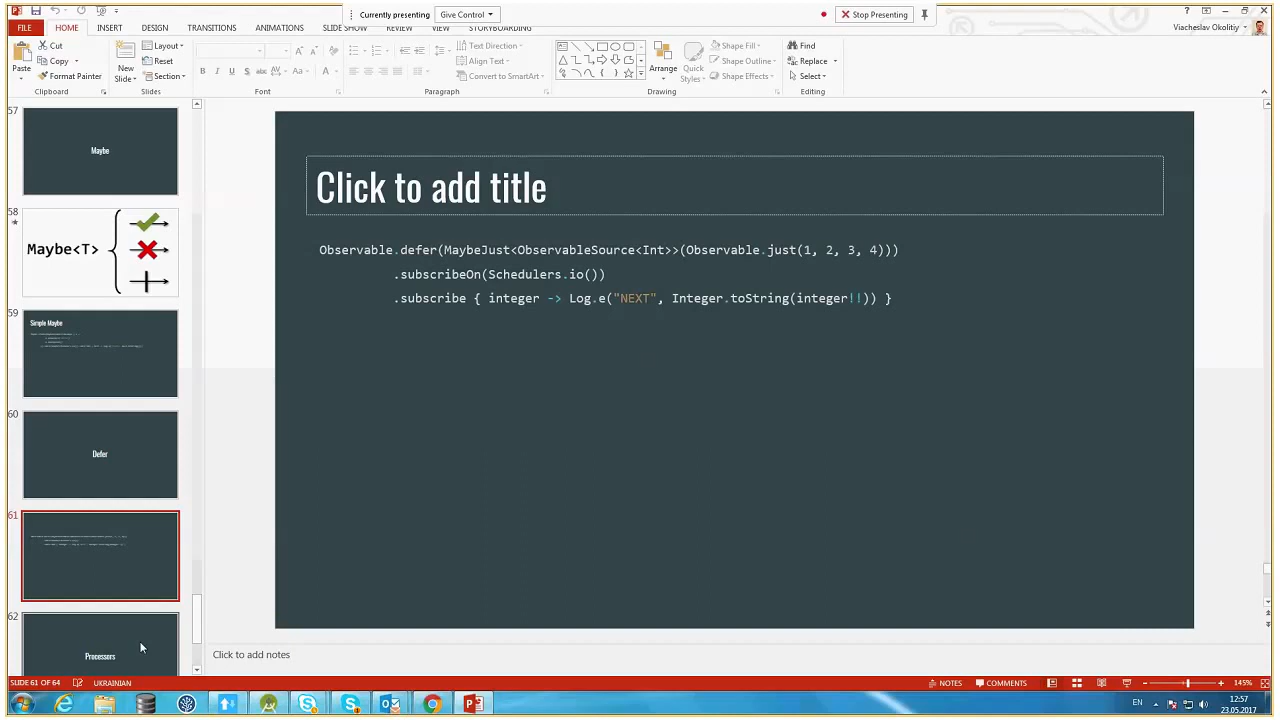 Currently presenting
Give Control
Stop Presenting
Viacheslav Okolitiy
FILE
HOME
INSERT
DESIGN
TRANSITIONS
ANIMATIONS
SLIDE SHOW
REVIEW
VIEW
STORYBOARDING
Paste
Cut
Copy
Format Painter
Clipboard
New
Slide
Layout
Reset
Section
Slides
B
I
U
S
abc
AV
Aa
A
Font
Text Direction
Align Text
Convert to SmartArt
Paragraph
Arrange
Quick
Styles
Shape Fill
Shape Outline
Shape Effects
Drawing
Find
Replace
Select
Editing
57
Maybe
58
Maybe<T>
59
Simple Maybe
60
Defer
61
62
Processors
Click to add title
Observable.defer(MaybeJust<ObservableSource<Int>>(Observable.just(1, 2, 3, 4)))
.subscribeOn(Schedulers.io())
.subscribe { integer -> Log.e("NEXT", Integer.toString(integer!!)) }
Click to add notes
SLIDE 61 OF 64
UKRAINIAN
NOTES
COMMENTS
145%
EN
12:57
23.05.2017